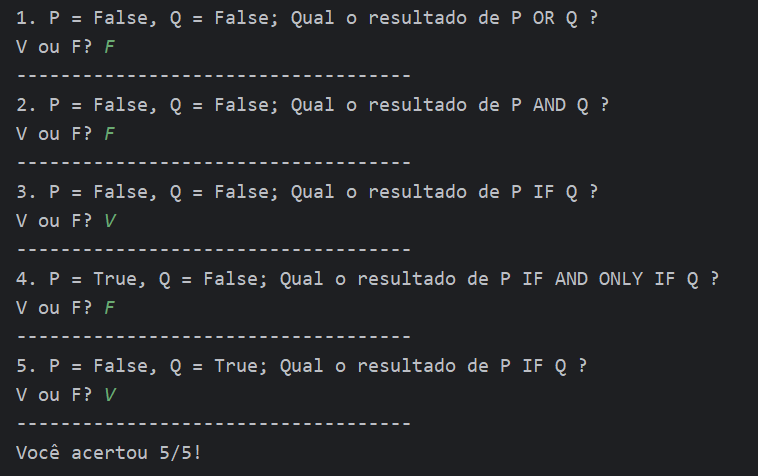 1. P = False, Q = False; Qual o resultado de P OR Q ?
V ou F? F
------------------------------------
2. P = False, Q = False; Qual o resultado de P AND Q ?
V ou F? F
------------------------------------
3. P = False, Q = False; Qual o resultado de P IF Q ?
V ou F? V
------------------------------------
4. P = True, Q = False; Qual o resultado de P IF AND ONLY IF Q ?
V ou F? F
------------------------------------
5. P = False, Q = True; Qual o resultado de P IF Q ?
V ou F? V
------------------------------------
Você acertou 5/5!